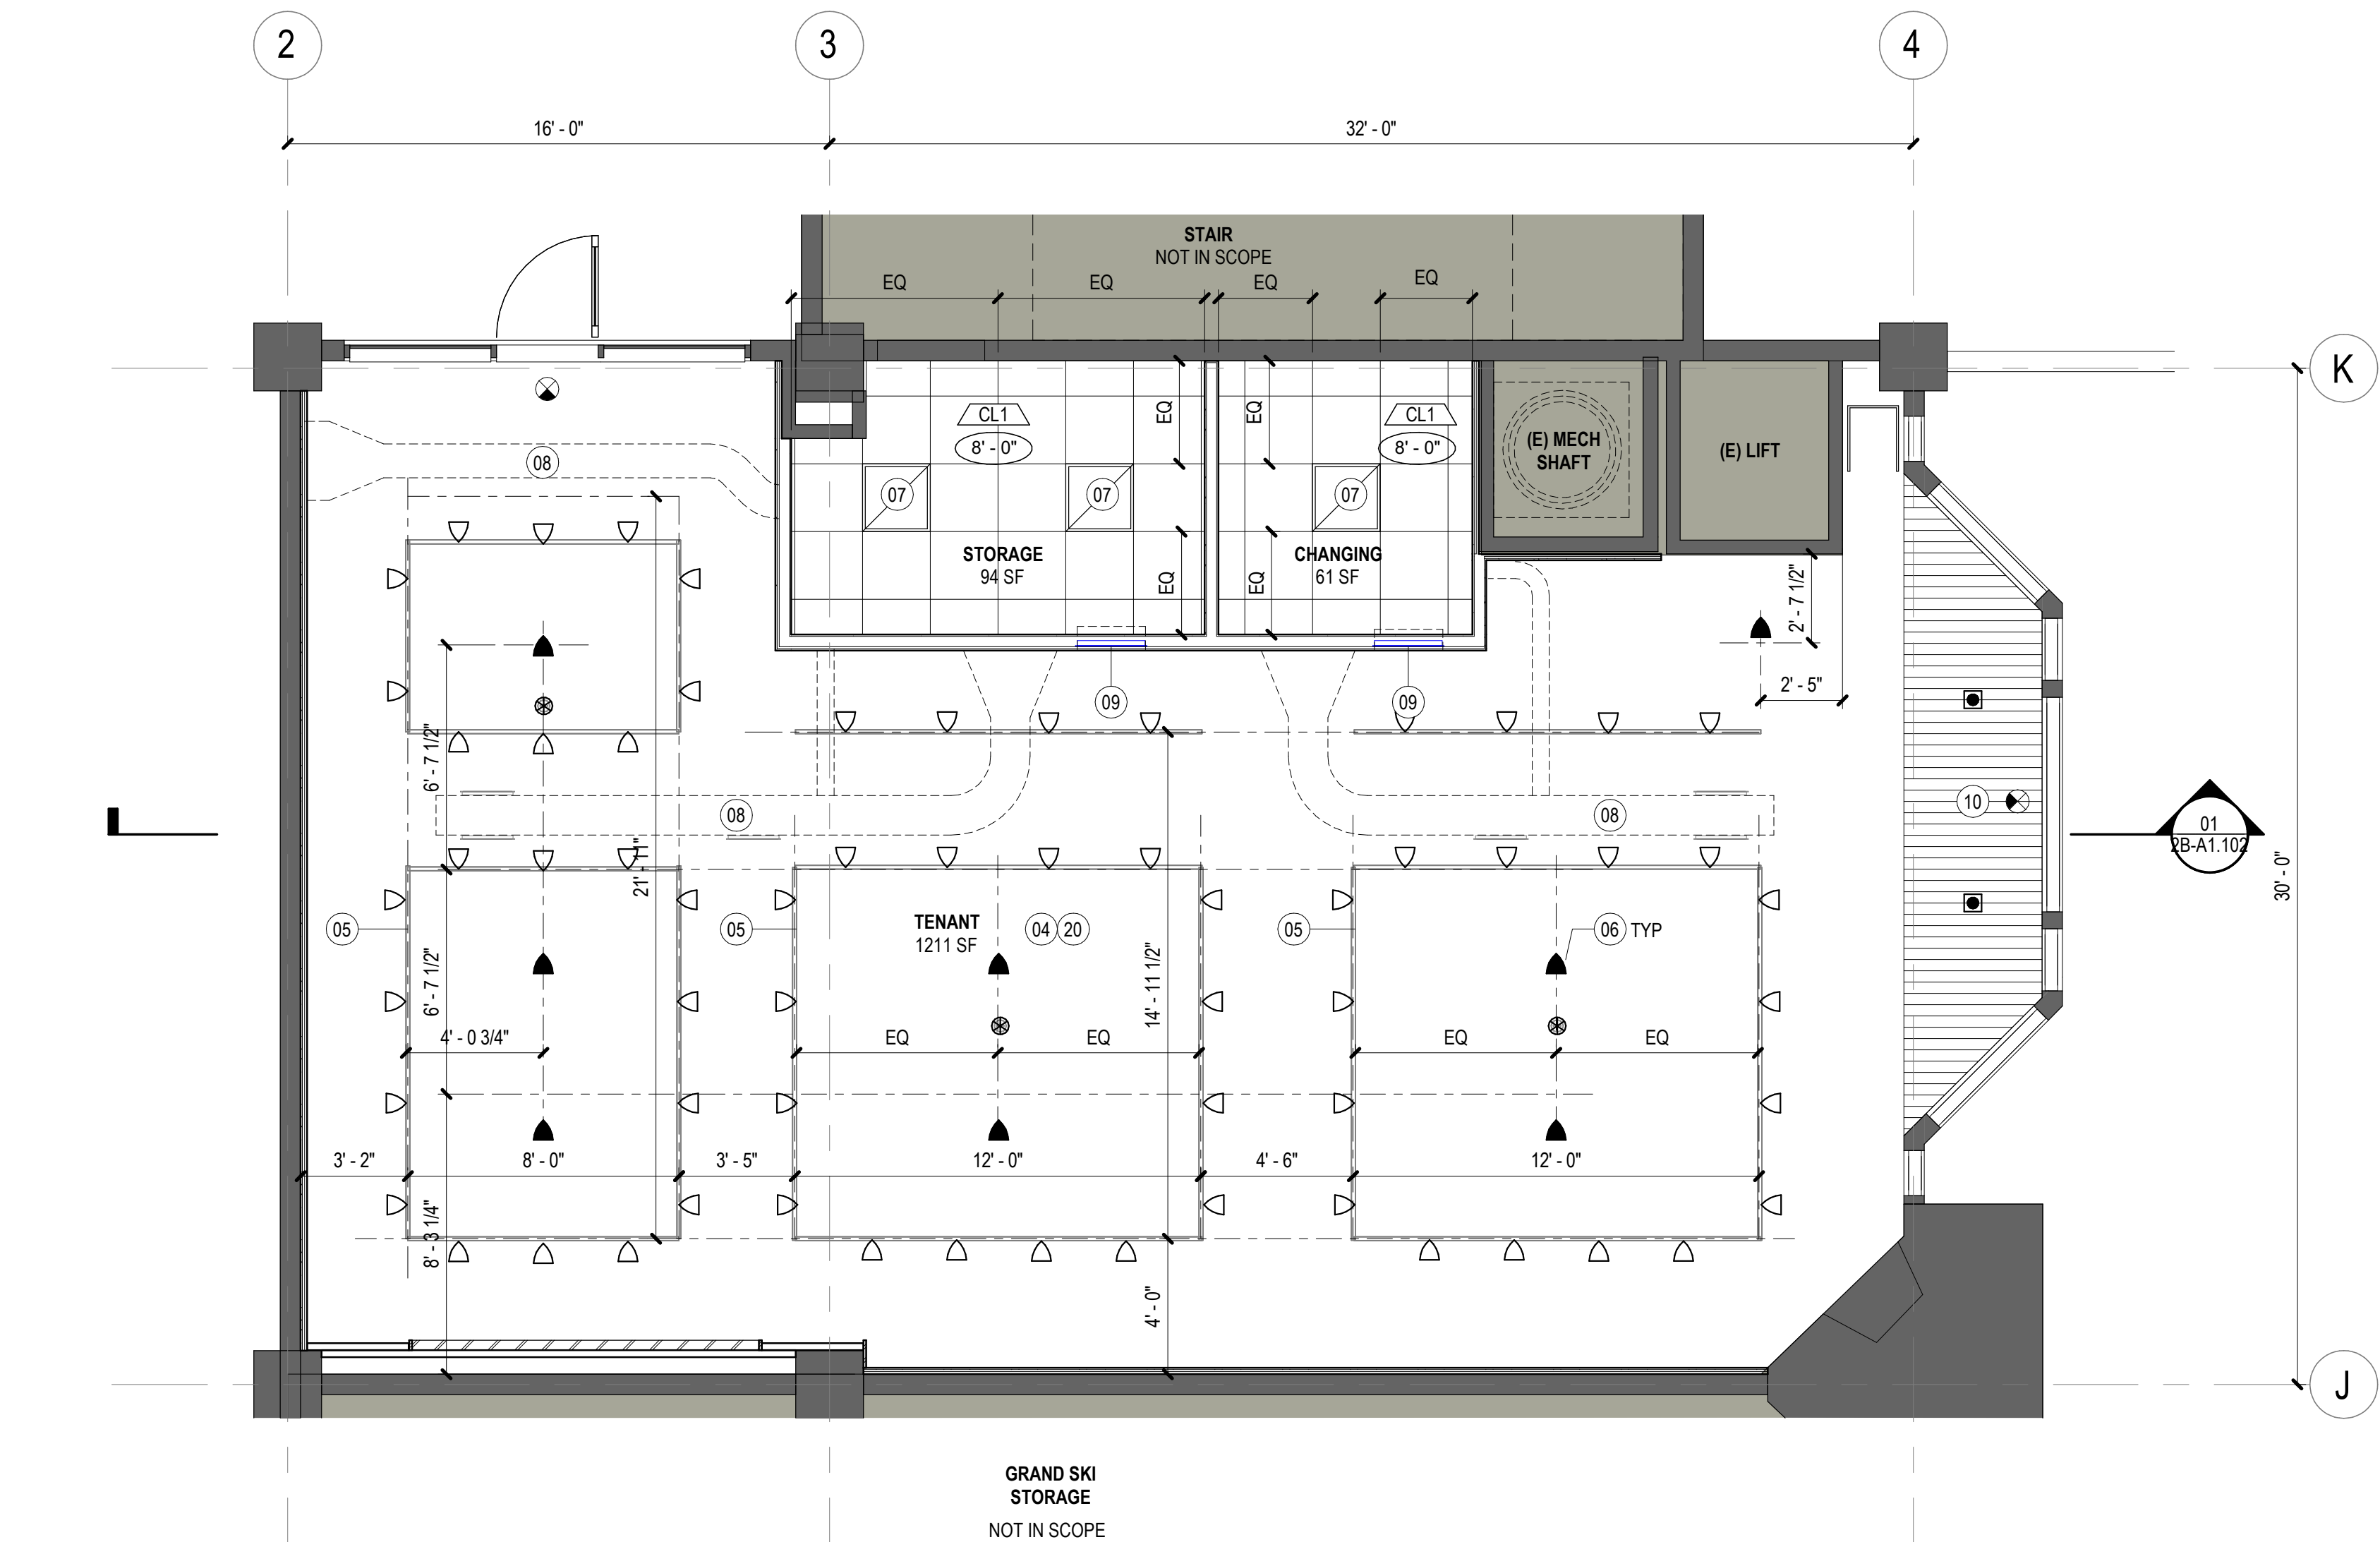 2
3
4
16' - 0"
32' - 0"
STAIR
NOT IN SCOPE
EQ
EQ
EQ
EQ
K
CL1
8' - 0"
CL1
8' - 0"
EQ
EQ
(E) MECH
SHAFT
(E) LIFT
08
07
07
07
STORAGE
94 SF
CHANGING
61 SF
EQ
EQ
2' - 7 1/2"
2' - 5"
09
09
6' - 7 1/2"
10
08
08
01
2B-A1.102
21' - 11"
30' - 0"
05
05
TENANT
1211 SF
04
20
05
06
TYP
6' - 7 1/2"
14' - 11 1/2"
4' - 0 3/4"
EQ
EQ
EQ
EQ
3' - 2"
8' - 0"
3' - 5"
12' - 0"
4' - 6"
12' - 0"
8' - 3 1/4"
4' - 0"
J
GRAND SKI
STORAGE
NOT IN SCOPE